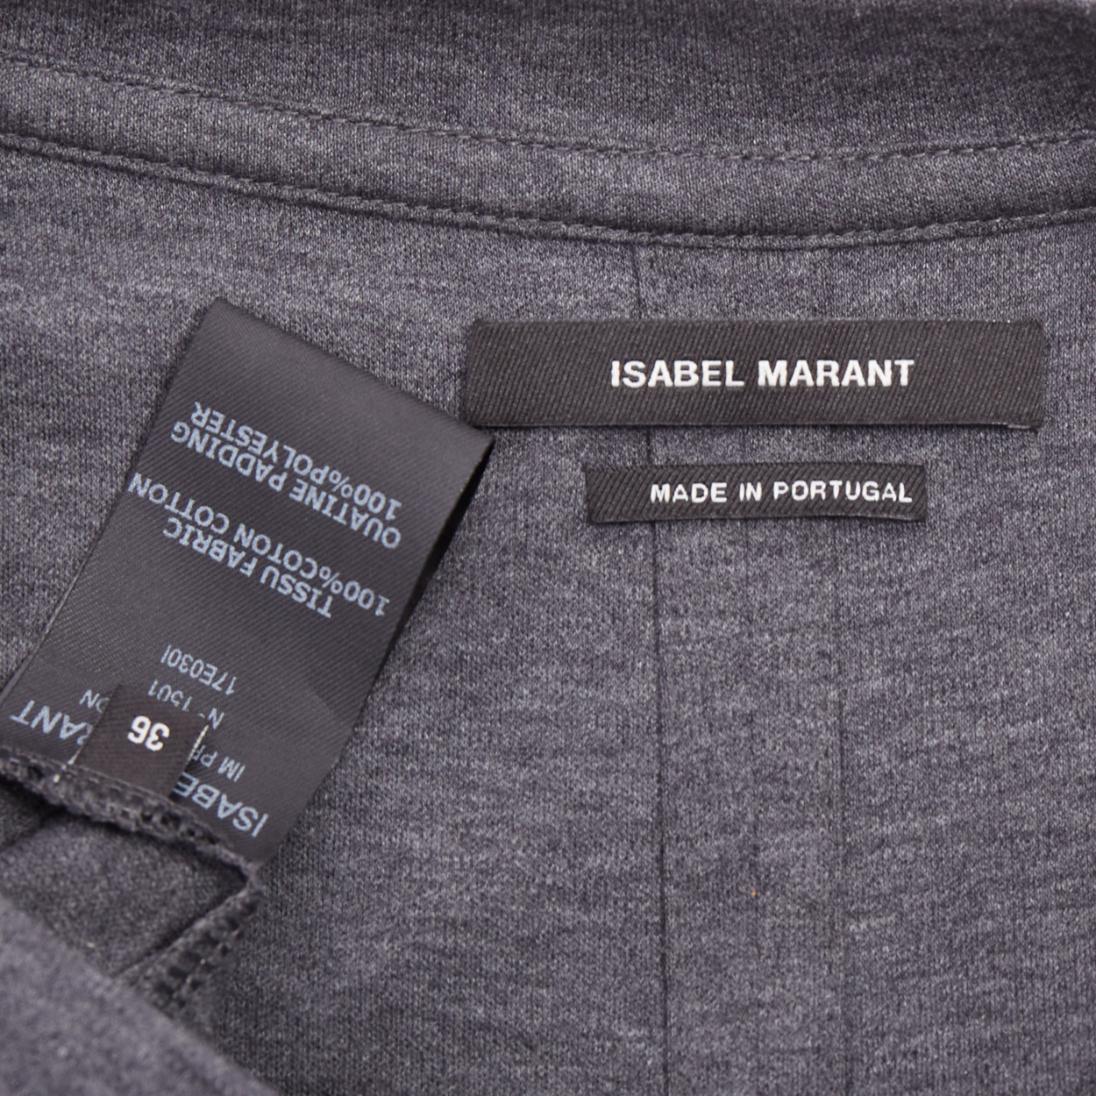 ISABEL MARANT
MADE IN PORTUGAL
36
N° 1501
17E030I
TISSU FABRIC
100%COTON COTTON
OUATINE PADDING
100%POLYESTER